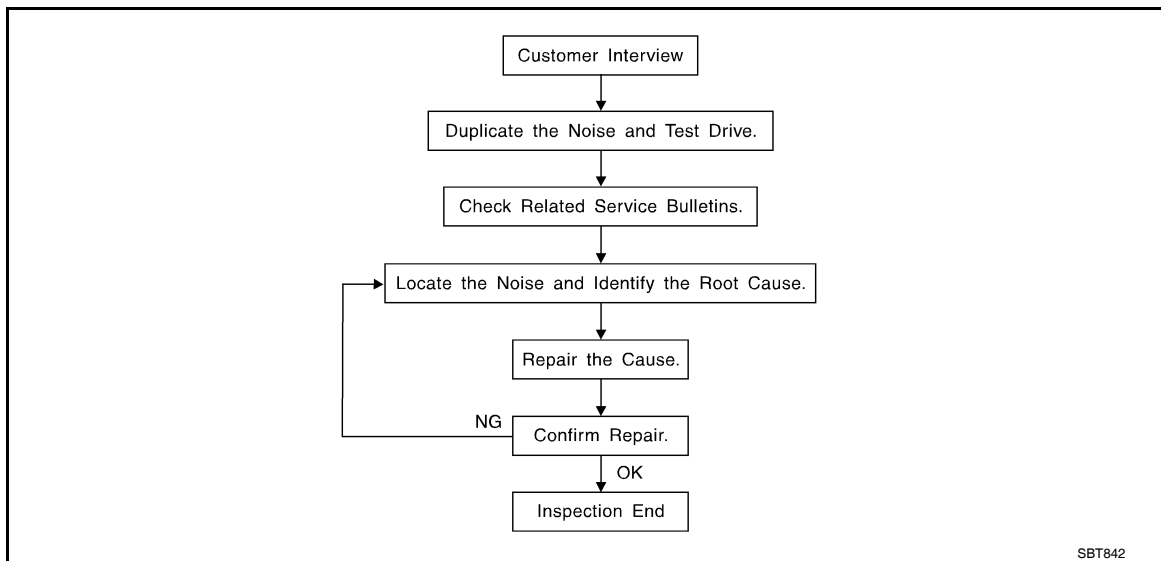 Customer Interview
Duplicate the Noise and Test Drive.
Check Related Service Bulletins.
Locate the Noise and Identify the Root Cause.
Repair the Cause.
NG
Confirm Repair.
OK
Inspection End
SBT842